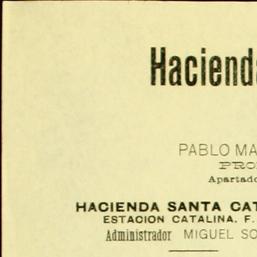 Hacienda
PABLO MA
PRO
Apartado
HACIENDA SANTA CAT
ESTACION CATALINA. F.
Administrador MIGUEL SO